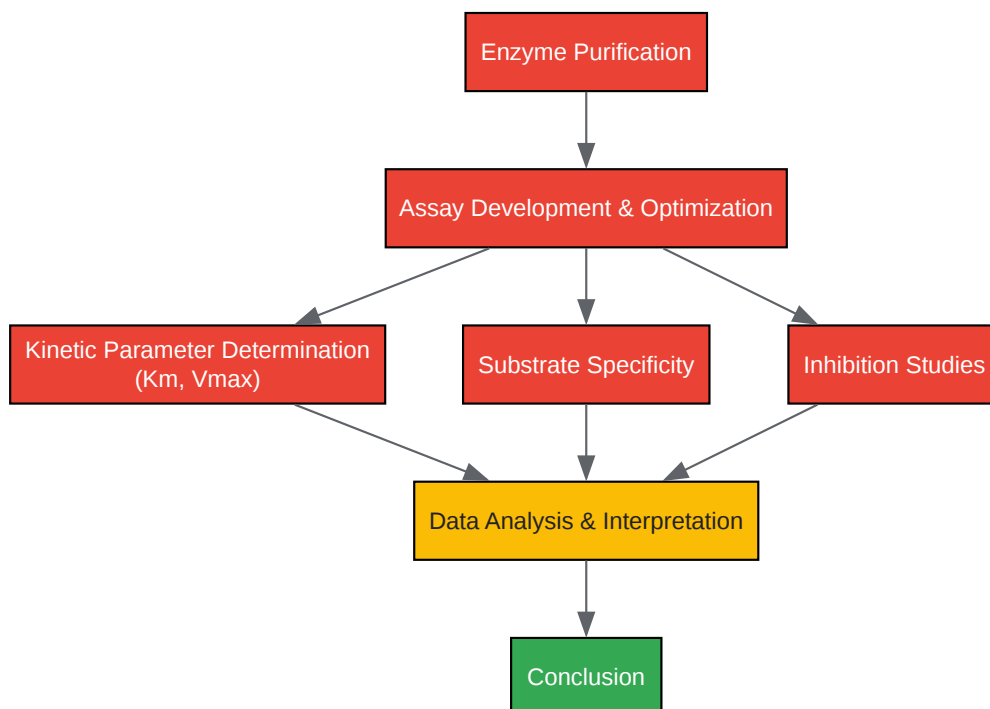 Enzyme Purification
Assay Development & Optimization
Kinetic Parameter Determination
(Km, Vmax)
Substrate Specificity
Inhibition Studies
Data Analysis & Interpretation
Conclusion